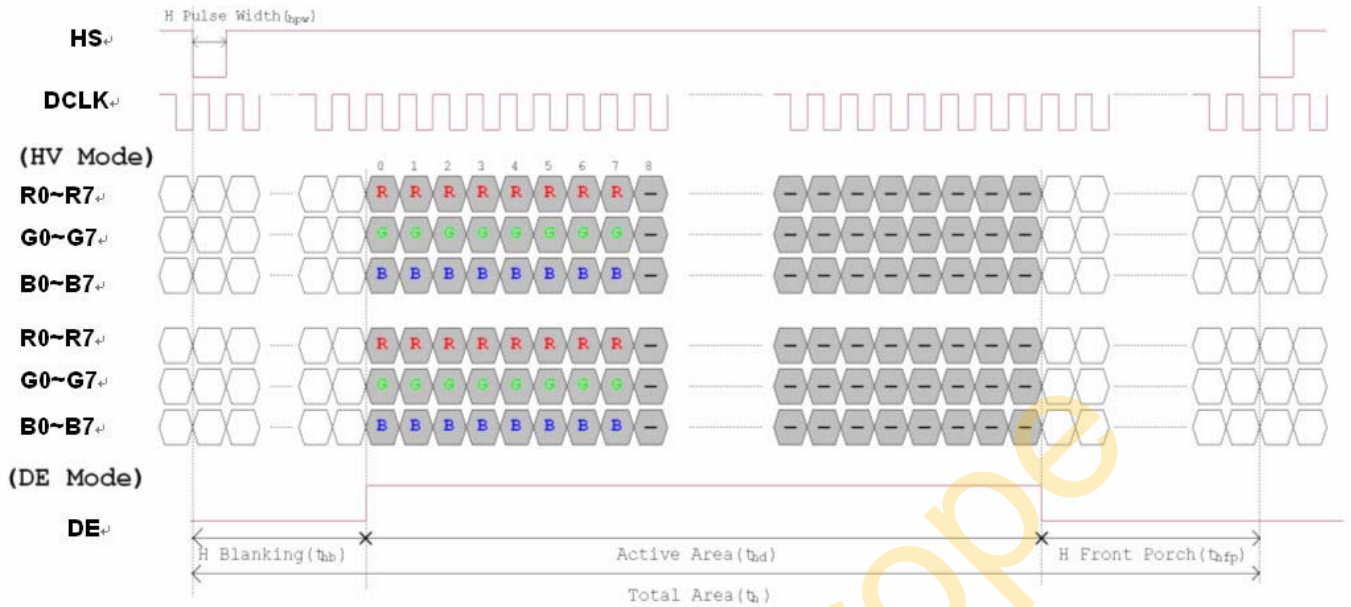 H Pulse Width(thpw)
HS
DCLK
(HV Mode)
0 1 2 3 4 5 6 7 8
R0~R7 R R R R R R R R
G0~G7 G G G G G G G G
B0~B7 B B B B B B B B
R0~R7 R R R R R R R R
G0~G7 G G G G G G G G
B0~B7 B B B B B B B B
(DE Mode)
DE
H Blanking(thb) Active Area(thd) H Front Porch(thfp)
Total Area(th)
ope